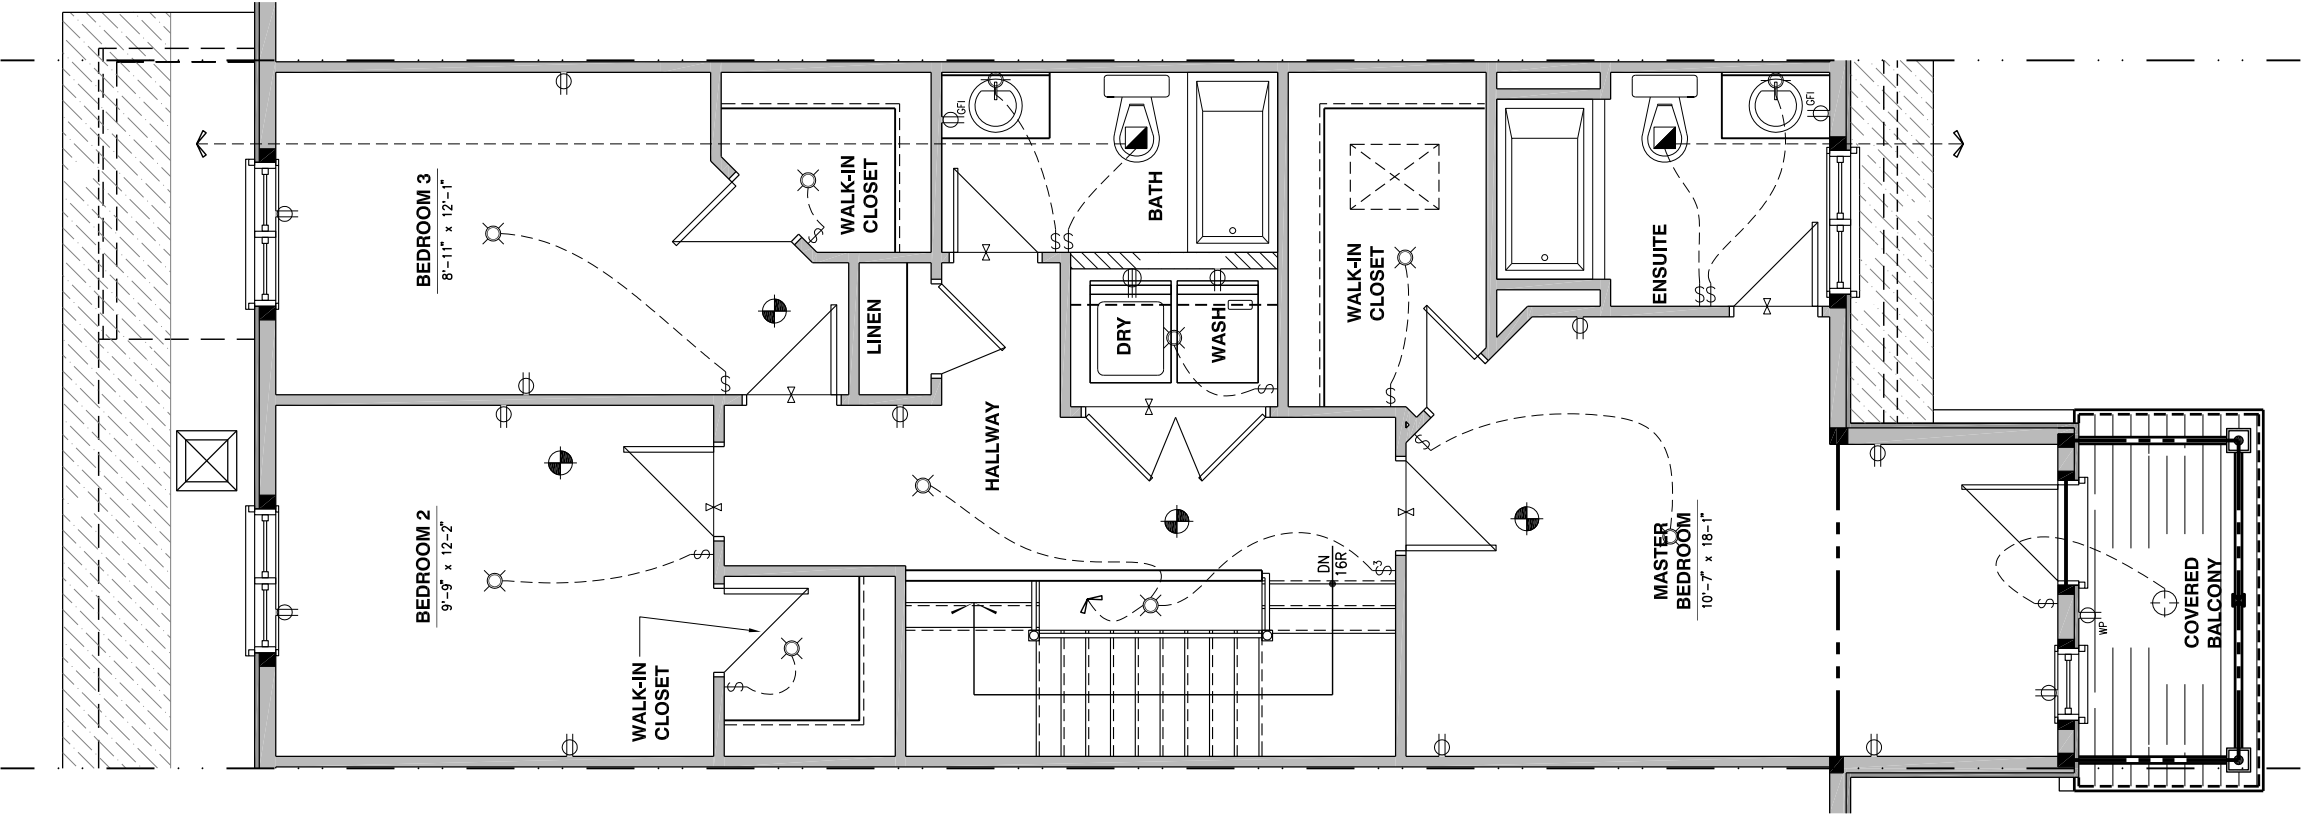 BEDROOM 3
8'-11" x 12'-1"
WALK-IN
CLOSET
GFI
BATH
S
S
S
S
LINEN
DRY
WASH
S
WALK-IN
CLOSET
S
ENSUITE
GFI
S
S
BEDROOM 2
9'-9" x 12-2"
S
WALK-IN
CLOSET
S
HALLWAY
DN
16R
S3
S
MASTER
BEDROOM
10'-7" x 18-1"
S
WP
COVERED
BALCONY